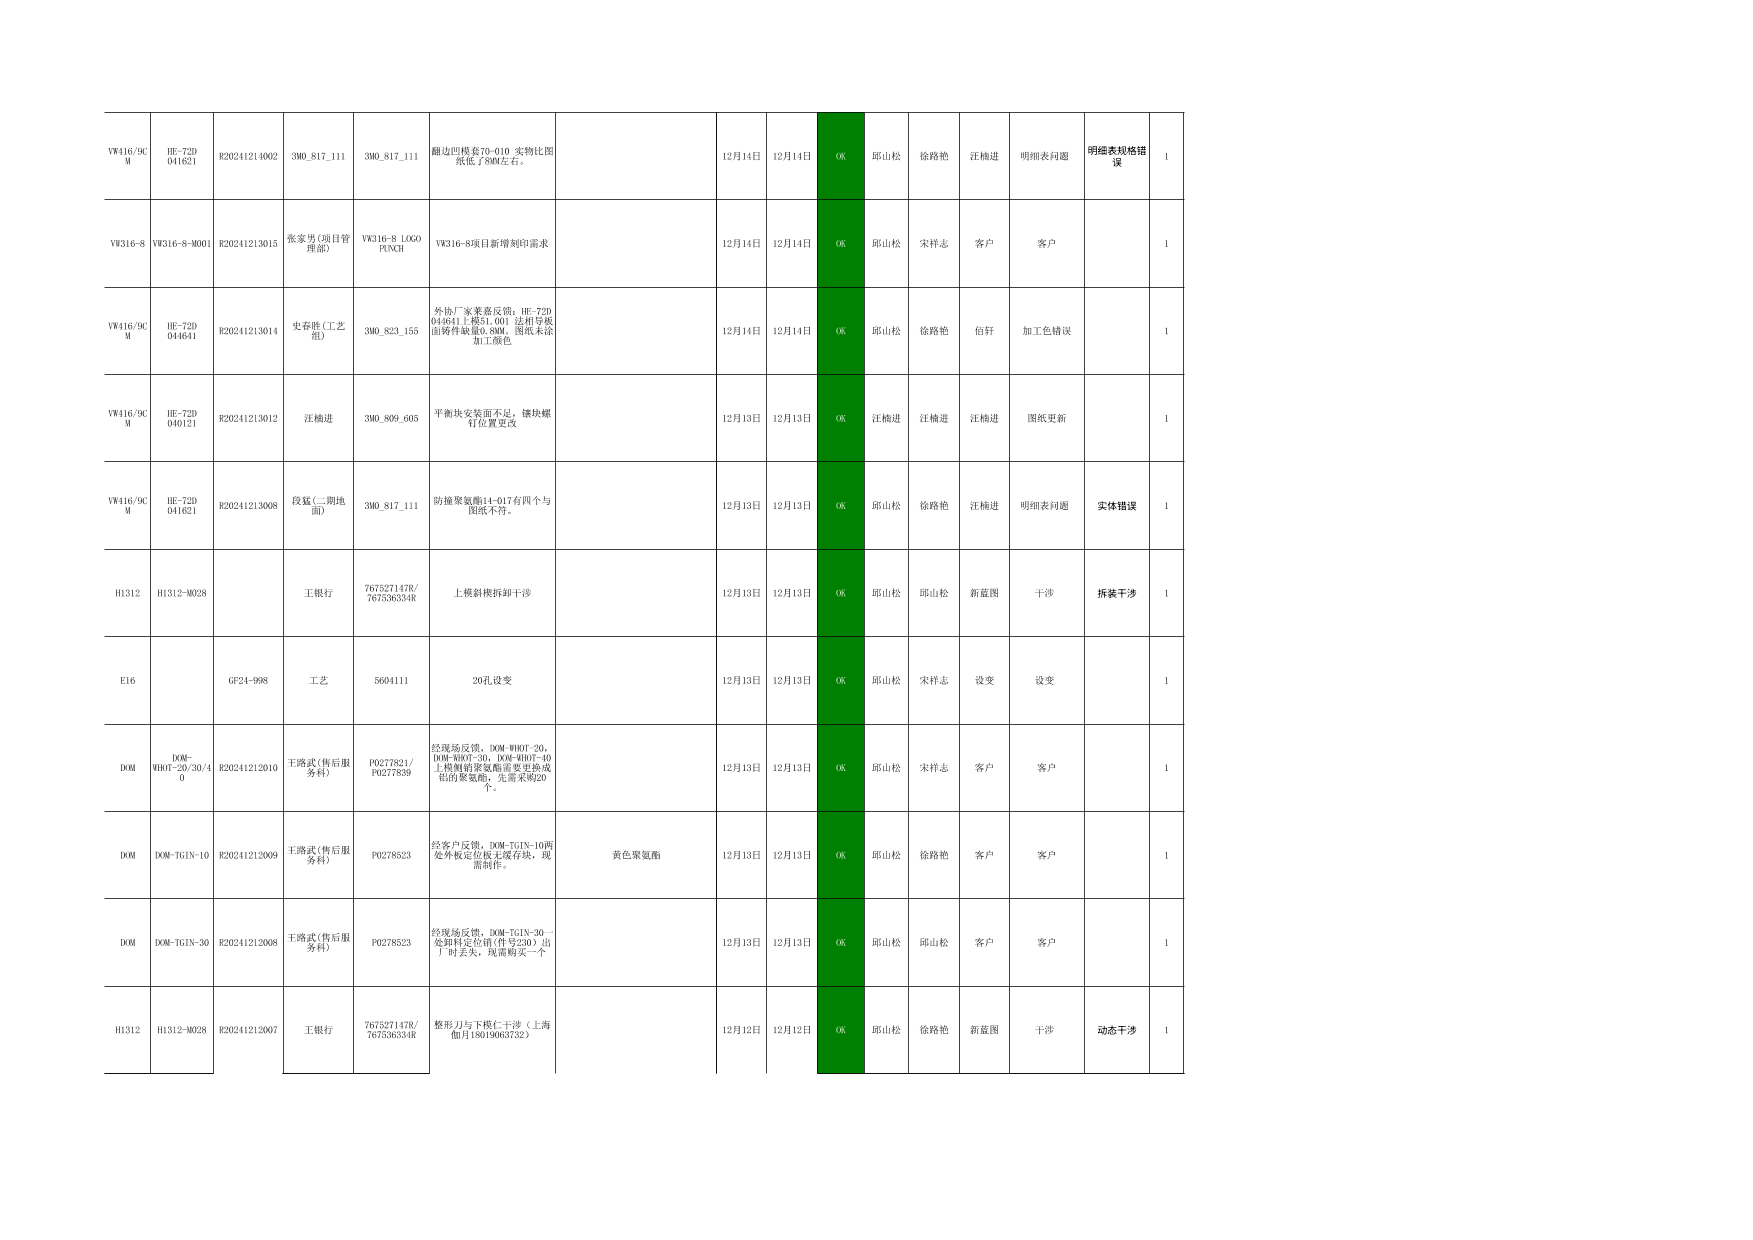 VW416/9CM HE-72D 041621 R20241214002 3M0_817_111 3M0_817_111 翻边凹模套70-010 实物比图纸低了8MM左右。 12月14日 12月14日 OK 邱山松 徐路艳 汪楠进 明细表问题 明细表规格错误 1
VW316-8 VW316-8-M001 R20241213015 张家男(项目管理部) VW316-8 LOGO PUNCH VW316-8项目新增刻印需求 12月14日 12月14日 OK 邱山松 宋祥志 客户 客户 1
VW416/9CM HE-72D 044641 R20241213014 史春胜(工艺组) 3M0_823_155 外协厂家莱嘉反馈：HE-72D 044641上模51.001 法相导板面铸件缺量0.8MM。图纸未涂加工颜色 12月14日 12月14日 OK 邱山松 徐路艳 佰轩 加工色错误 1
VW416/9CM HE-72D 040121 R20241213012 汪楠进 3M0_809_605 平衡块安装面不足，镶块螺钉位置更改 12月13日 12月13日 OK 汪楠进 汪楠进 汪楠进 图纸更新 1
VW416/9CM HE-72D 041621 R20241213008 段猛(二期地面) 3M0_817_111 防撞聚氨酯14-017有四个与图纸不符。 12月13日 12月13日 OK 邱山松 徐路艳 汪楠进 明细表问题 实体错误 1
H1312 H1312-M028 王银行 767527147R/767536334R 上模斜楔拆卸干涉 12月13日 12月13日 OK 邱山松 邱山松 新蓝图 干涉 拆装干涉 1
E16 GF24-998 工艺 5604111 20孔设变 12月13日 12月13日 OK 邱山松 宋祥志 设变 设变 1
DOM DOM-WHOT-20/30/40 R20241212010 王路武(售后服务科) P0277821/P0277839 经现场反馈，DOM-WHOT-20，DOM-WHOT-30，DOM-WHOT-40上模侧销聚氨酯需要更换成铝的聚氨酯，先需采购20个。 12月13日 12月13日 OK 邱山松 宋祥志 客户 客户 1
DOM DOM-TGIN-10 R20241212009 王路武(售后服务科) P0278523 经客户反馈，DOM-TGIN-10两处外板定位板无缓存块，现需制作。 黄色聚氨酯 12月13日 12月13日 OK 邱山松 徐路艳 客户 客户 1
DOM DOM-TGIN-30 R20241212008 王路武(售后服务科) P0278523 经现场反馈，DOM-TGIN-30一处卸料定位销(件号230）出厂时丢失，现需购买一个 12月13日 12月13日 OK 邱山松 邱山松 客户 客户 1
H1312 H1312-M028 R20241212007 王银行 767527147R/767536334R 整形刀与下模仁干涉（上海伽月18019063732） 12月12日 12月12日 OK 邱山松 徐路艳 新蓝图 干涉 动态干涉 1